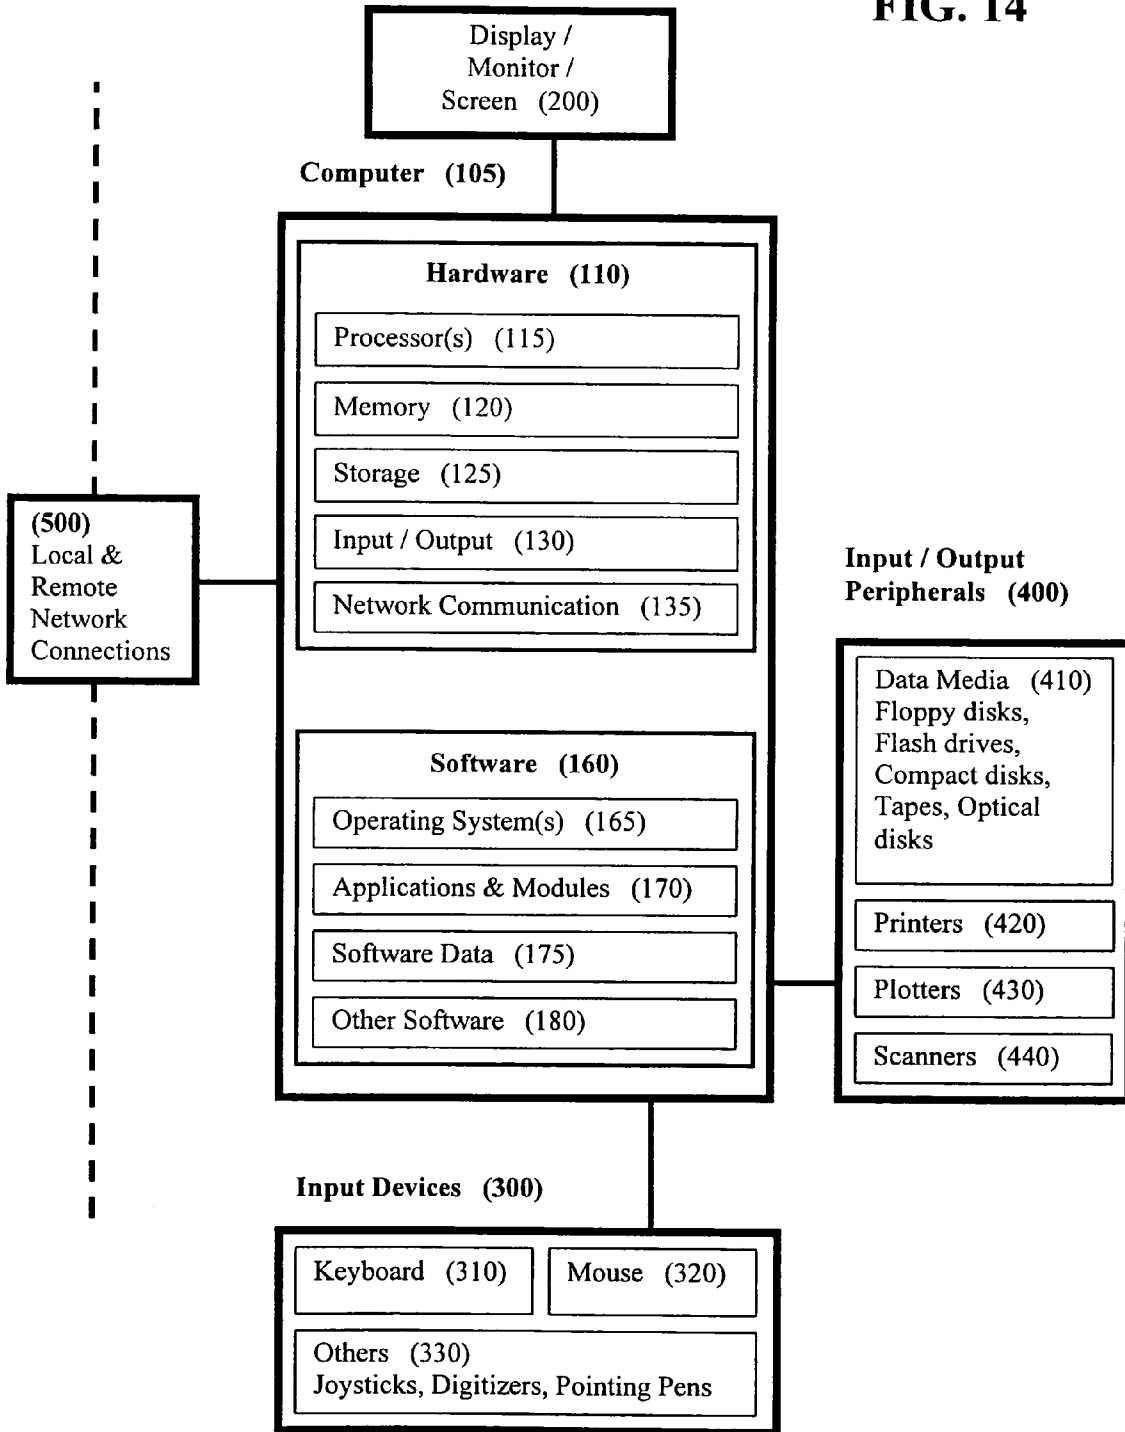 FIG. 14
Display /
Monitor /
Screen (200)
Computer (105)
Hardware (110)
Processor(s) (115)
Memory (120)
Storage (125)
Input / Output (130)
Network Communication (135)
(500)
Local &
Remote
Network
Connections
Software (160)
Operating System(s) (165)
Applications & Modules (170)
Software Data (175)
Other Software (180)
Input / Output
Peripherals (400)
Data Media (410)
Floppy disks,
Flash drives,
Compact disks,
Tapes, Optical
disks
Printers (420)
Plotters (430)
Scanners (440)
Input Devices (300)
Keyboard (310)
Mouse (320)
Others (330)
Joysticks, Digitizers, Pointing Pens